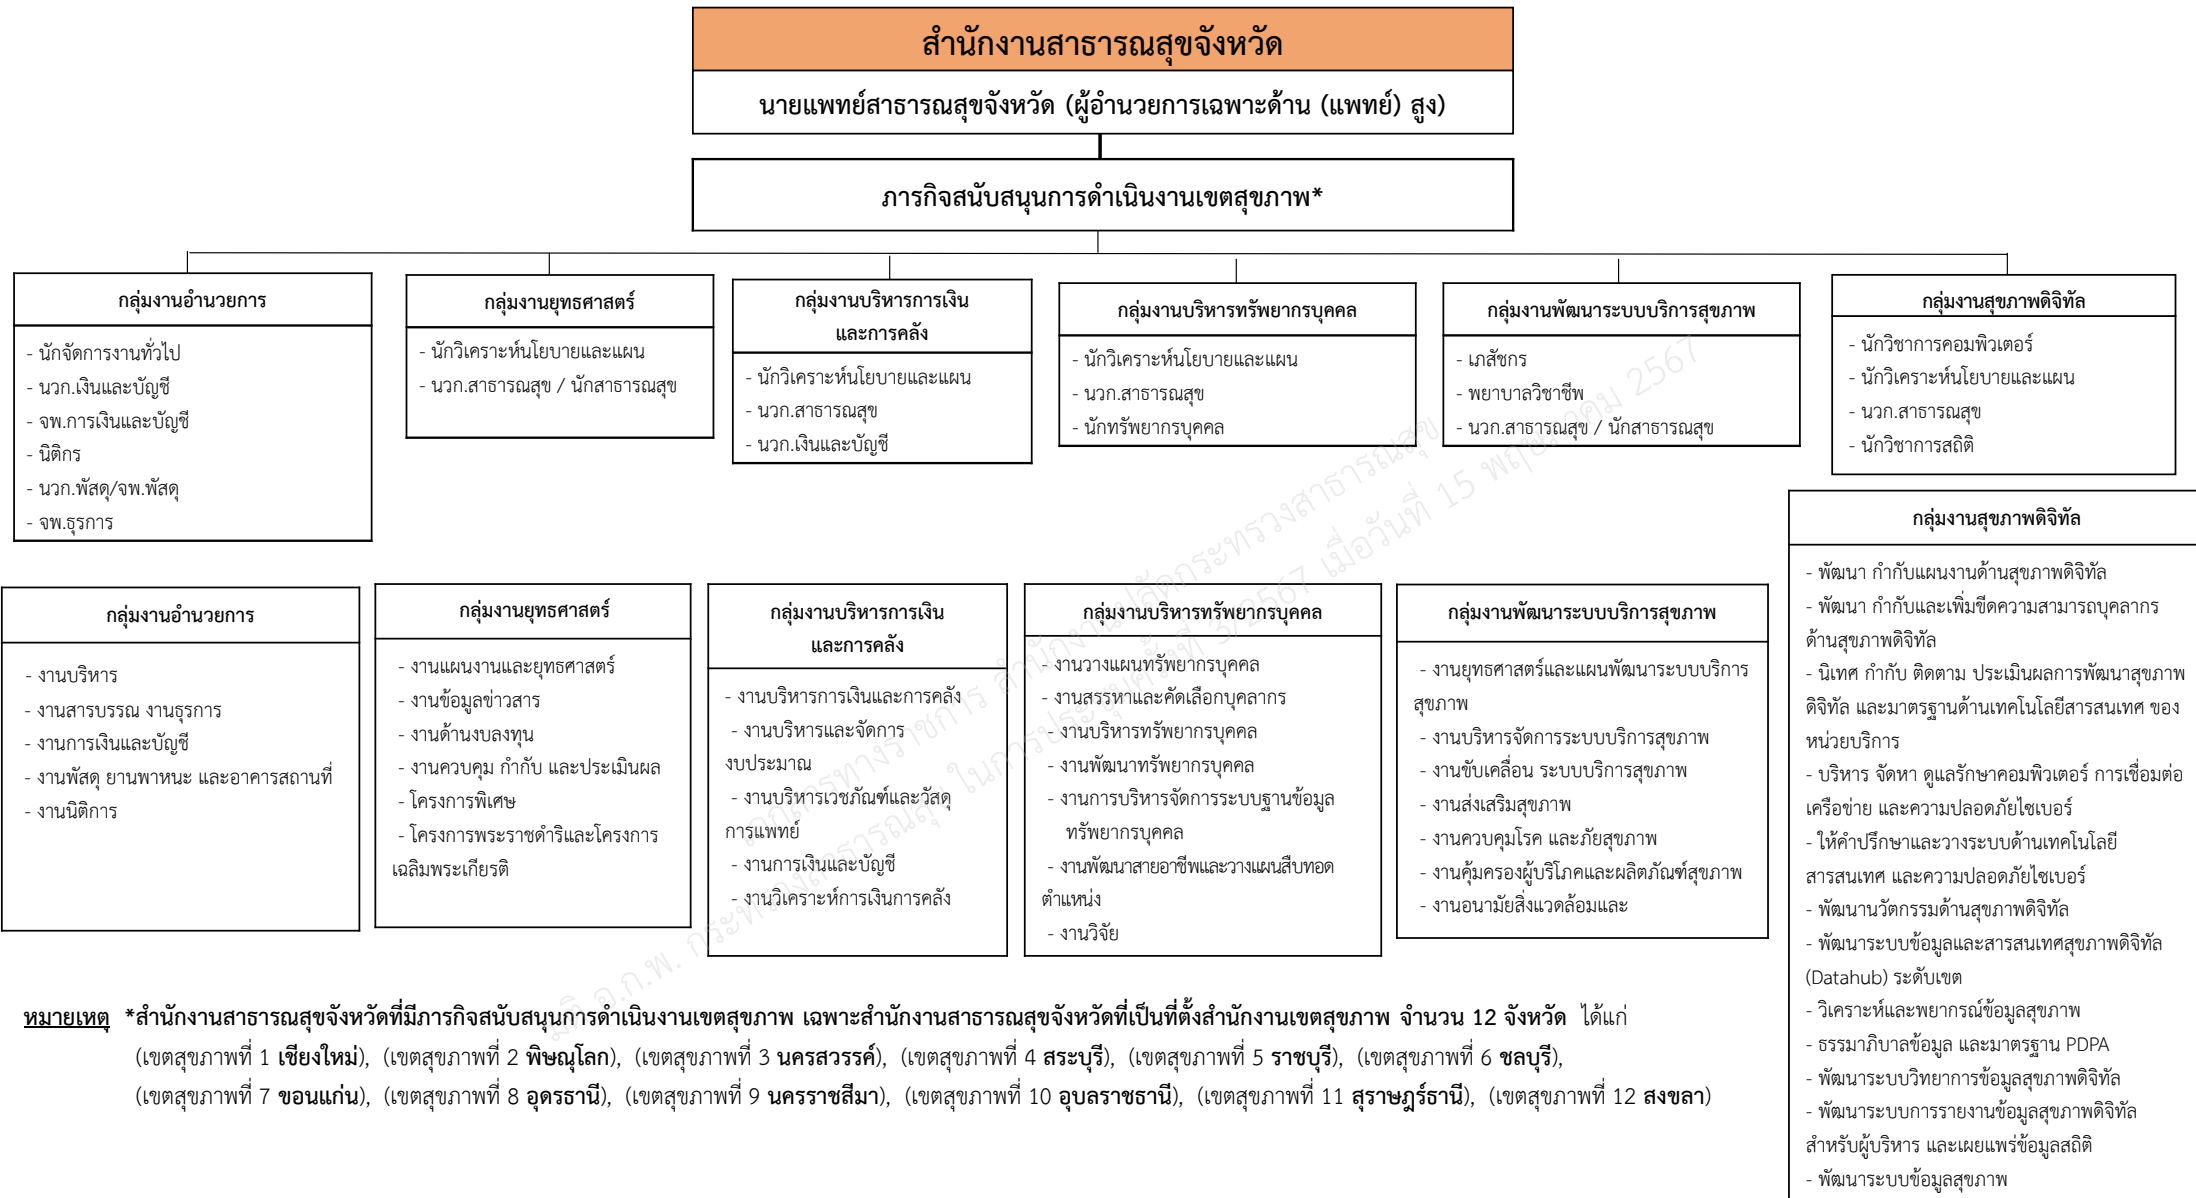 สำนักงานสาธารณสุขจังหวัด
นายแพทย์สาธารณสุขจังหวัด (ผู้อำนวยการเฉพาะด้าน (แพทย์) สูง)
ภารกิจสนับสนุนการดำเนินงานเขตสุขภาพ*
กลุ่มงานอำนวยการ
- นักจัดการงานทั่วไป
- นวก.เงินและบัญชี
- จพ.การเงินและบัญชี
- นิติกร
- นวก.พัสดุ/จพ.พัสดุ
- จพ.ธุรการ
กลุ่มงานยุทธศาสตร์
- นักวิเคราะห์นโยบายและแผน
- นวก.สาธารณสุข / นักสาธารณสุข
กลุ่มงานบริหารการเงิน
และการคลัง
- นักวิเคราะห์นโยบายและแผน
- นวก.สาธารณสุข
- นวก.เงินและบัญชี
กลุ่มงานบริหารทรัพยากรบุคคล
- นักวิเคราะห์นโยบายและแผน
- นวก.สาธารณสุข
- นักทรัพยากรบุคคล
กลุ่มงานพัฒนาระบบบริการสุขภาพ
- เภสัชกร
- พยาบาลวิชาชีพ
- นวก.สาธารณสุข / นักสาธารณสุข
กลุ่มงานสุขภาพดิจิทัล
- นักวิชาการคอมพิวเตอร์
- นักวิเคราะห์นโยบายและแผน
- นวก.สาธารณสุข
- นักวิชาการสถิติ
กลุ่มงานอำนวยการ
- งานบริหาร
- งานสารบรรณ งานธุรการ
- งานการเงินและบัญชี
- งานพัสดุ ยานพาหนะ และอาคารสถานที่
- งานนิติการ
กลุ่มงานยุทธศาสตร์
- งานแผนงานและยุทธศาสตร์
- งานข้อมูลข่าวสาร
- งานด้านงบลงทุน
- งานควบคุม กำกับ และประเมินผล
- โครงการพิเศษ
- โครงการพระราชดำริและโครงการ
เฉลิมพระเกียรติ
กลุ่มงานบริหารการเงิน
และการคลัง
- งานบริหารการเงินและการคลัง
- งานบริหารและจัดการ
งบประมาณ
- งานบริหารเวชภัณฑ์และวัสดุ
การแพทย์
- งานการเงินและบัญชี
- งานวิเคราะห์การเงินการคลัง
กลุ่มงานบริหารทรัพยากรบุคคล
- งานวางแผนทรัพยากรบุคคล
- งานสรรหาและคัดเลือกบุคลากร
- งานบริหารทรัพยากรบุคคล
- งานพัฒนาทรัพยากรบุคคล
- งานการบริหารจัดการระบบฐานข้อมูล
ทรัพยากรบุคคล
- งานพัฒนาสายอาชีพและวางแผนสืบทอด
ตำแหน่ง
- งานวิจัย
กลุ่มงานพัฒนาระบบบริการสุขภาพ
- งานยุทธศาสตร์และแผนพัฒนาระบบบริการ
สุขภาพ
- งานบริหารจัดการระบบบริการสุขภาพ
- งานขับเคลื่อน ระบบบริการสุขภาพ
- งานส่งเสริมสุขภาพ
- งานควบคุมโรค และภัยสุขภาพ
- งานคุ้มครองผู้บริโภคและผลิตภัณฑ์สุขภาพ
- งานอนามัยสิ่งแวดล้อมและ
กลุ่มงานสุขภาพดิจิทัล
- พัฒนา กำกับแผนงานด้านสุขภาพดิจิทัล
- พัฒนา กำกับและเพิ่มขีดความสามารถบุคลากร
ด้านสุขภาพดิจิทัล
- นิเทศ กำกับ ติดตาม ประเมินผลการพัฒนาสุขภาพ
ดิจิทัล และมาตรฐานด้านเทคโนโลยีสารสนเทศ ของ
หน่วยบริการ
- บริหาร จัดหา ดูแลรักษาคอมพิวเตอร์ การเชื่อมต่อ
เครือข่าย และความปลอดภัยไซเบอร์
- ให้คำปรึกษาและวางระบบด้านเทคโนโลยี
สารสนเทศ และความปลอดภัยไซเบอร์
- พัฒนานวัตกรรมด้านสุขภาพดิจิทัล
- พัฒนาระบบข้อมูลและสารสนเทศสุขภาพดิจิทัล
(Datahub) ระดับเขต
- วิเคราะห์และพยากรณ์ข้อมูลสุขภาพ
- ธรรมาภิบาลข้อมูล และมาตรฐาน PDPA
- พัฒนาระบบวิทยาการข้อมูลสุขภาพดิจิทัล
- พัฒนาระบบการรายงานข้อมูลสุขภาพดิจิทัล
สำหรับผู้บริหาร และเผยแพร่ข้อมูลสถิติ
- พัฒนาระบบข้อมูลสุขภาพ
หมายเหตุ *สำนักงานสาธารณสุขจังหวัดที่มีภารกิจสนับสนุนการดำเนินงานเขตสุขภาพ เฉพาะสำนักงานสาธารณสุขจังหวัดที่เป็นที่ตั้งสำนักงานเขตสุขภาพ จำนวน 12 จังหวัด ได้แก่
(เขตสุขภาพที่ 1 เชียงใหม่), (เขตสุขภาพที่ 2 พิษณุโลก), (เขตสุขภาพที่ 3 นครสวรรค์), (เขตสุขภาพที่ 4 สระบุรี), (เขตสุขภาพที่ 5 ราชบุรี), (เขตสุขภาพที่ 6 ชลบุรี),
(เขตสุขภาพที่ 7 ขอนแก่น), (เขตสุขภาพที่ 8 อุดรธานี), (เขตสุขภาพที่ 9 นครราชสีมา), (เขตสุขภาพที่ 10 อุบลราชธานี), (เขตสุขภาพที่ 11 สุราษฎร์ธานี), (เขตสุขภาพที่ 12 สงขลา)
เอกสารทางราชการ สำนักงานปลัดกระทรวงสาธารณสุข
มติ อ.ก.พ. กระทรวงสาธารณสุข ในการประชุมครั้งที่ 3/2567 เมื่อวันที่ 15 พฤษภาคม 2567